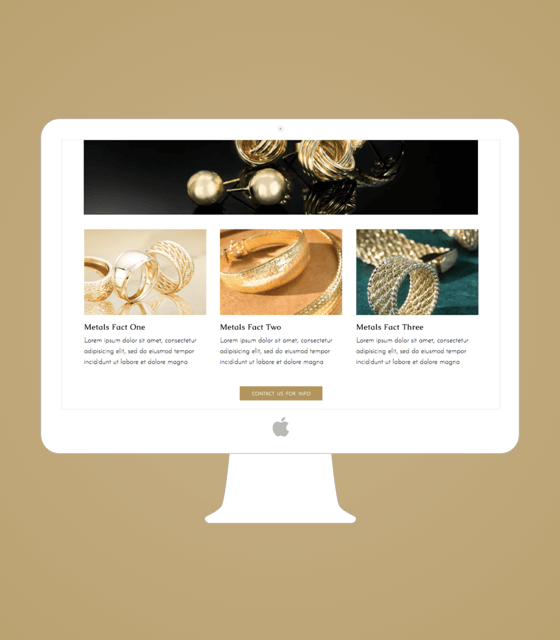 Metals Fact One
Lorem ipsum dolor sit amet, consectetur
adipisicing elit, sed do eiusmod tempor
incididunt ut labore et dolore magna
Metals Fact Two
Lorem ipsum dolor sit amet, consectetur
adipisicing elit, sed do eiusmod tempor
incididunt ut labore et dolore magna
Metals Fact Three
Lorem ipsum dolor sit amet, consectetur
adipisicing elit, sed do eiusmod tempor
incididunt ut labore et dolore magna
CONTACT US FOR INFO